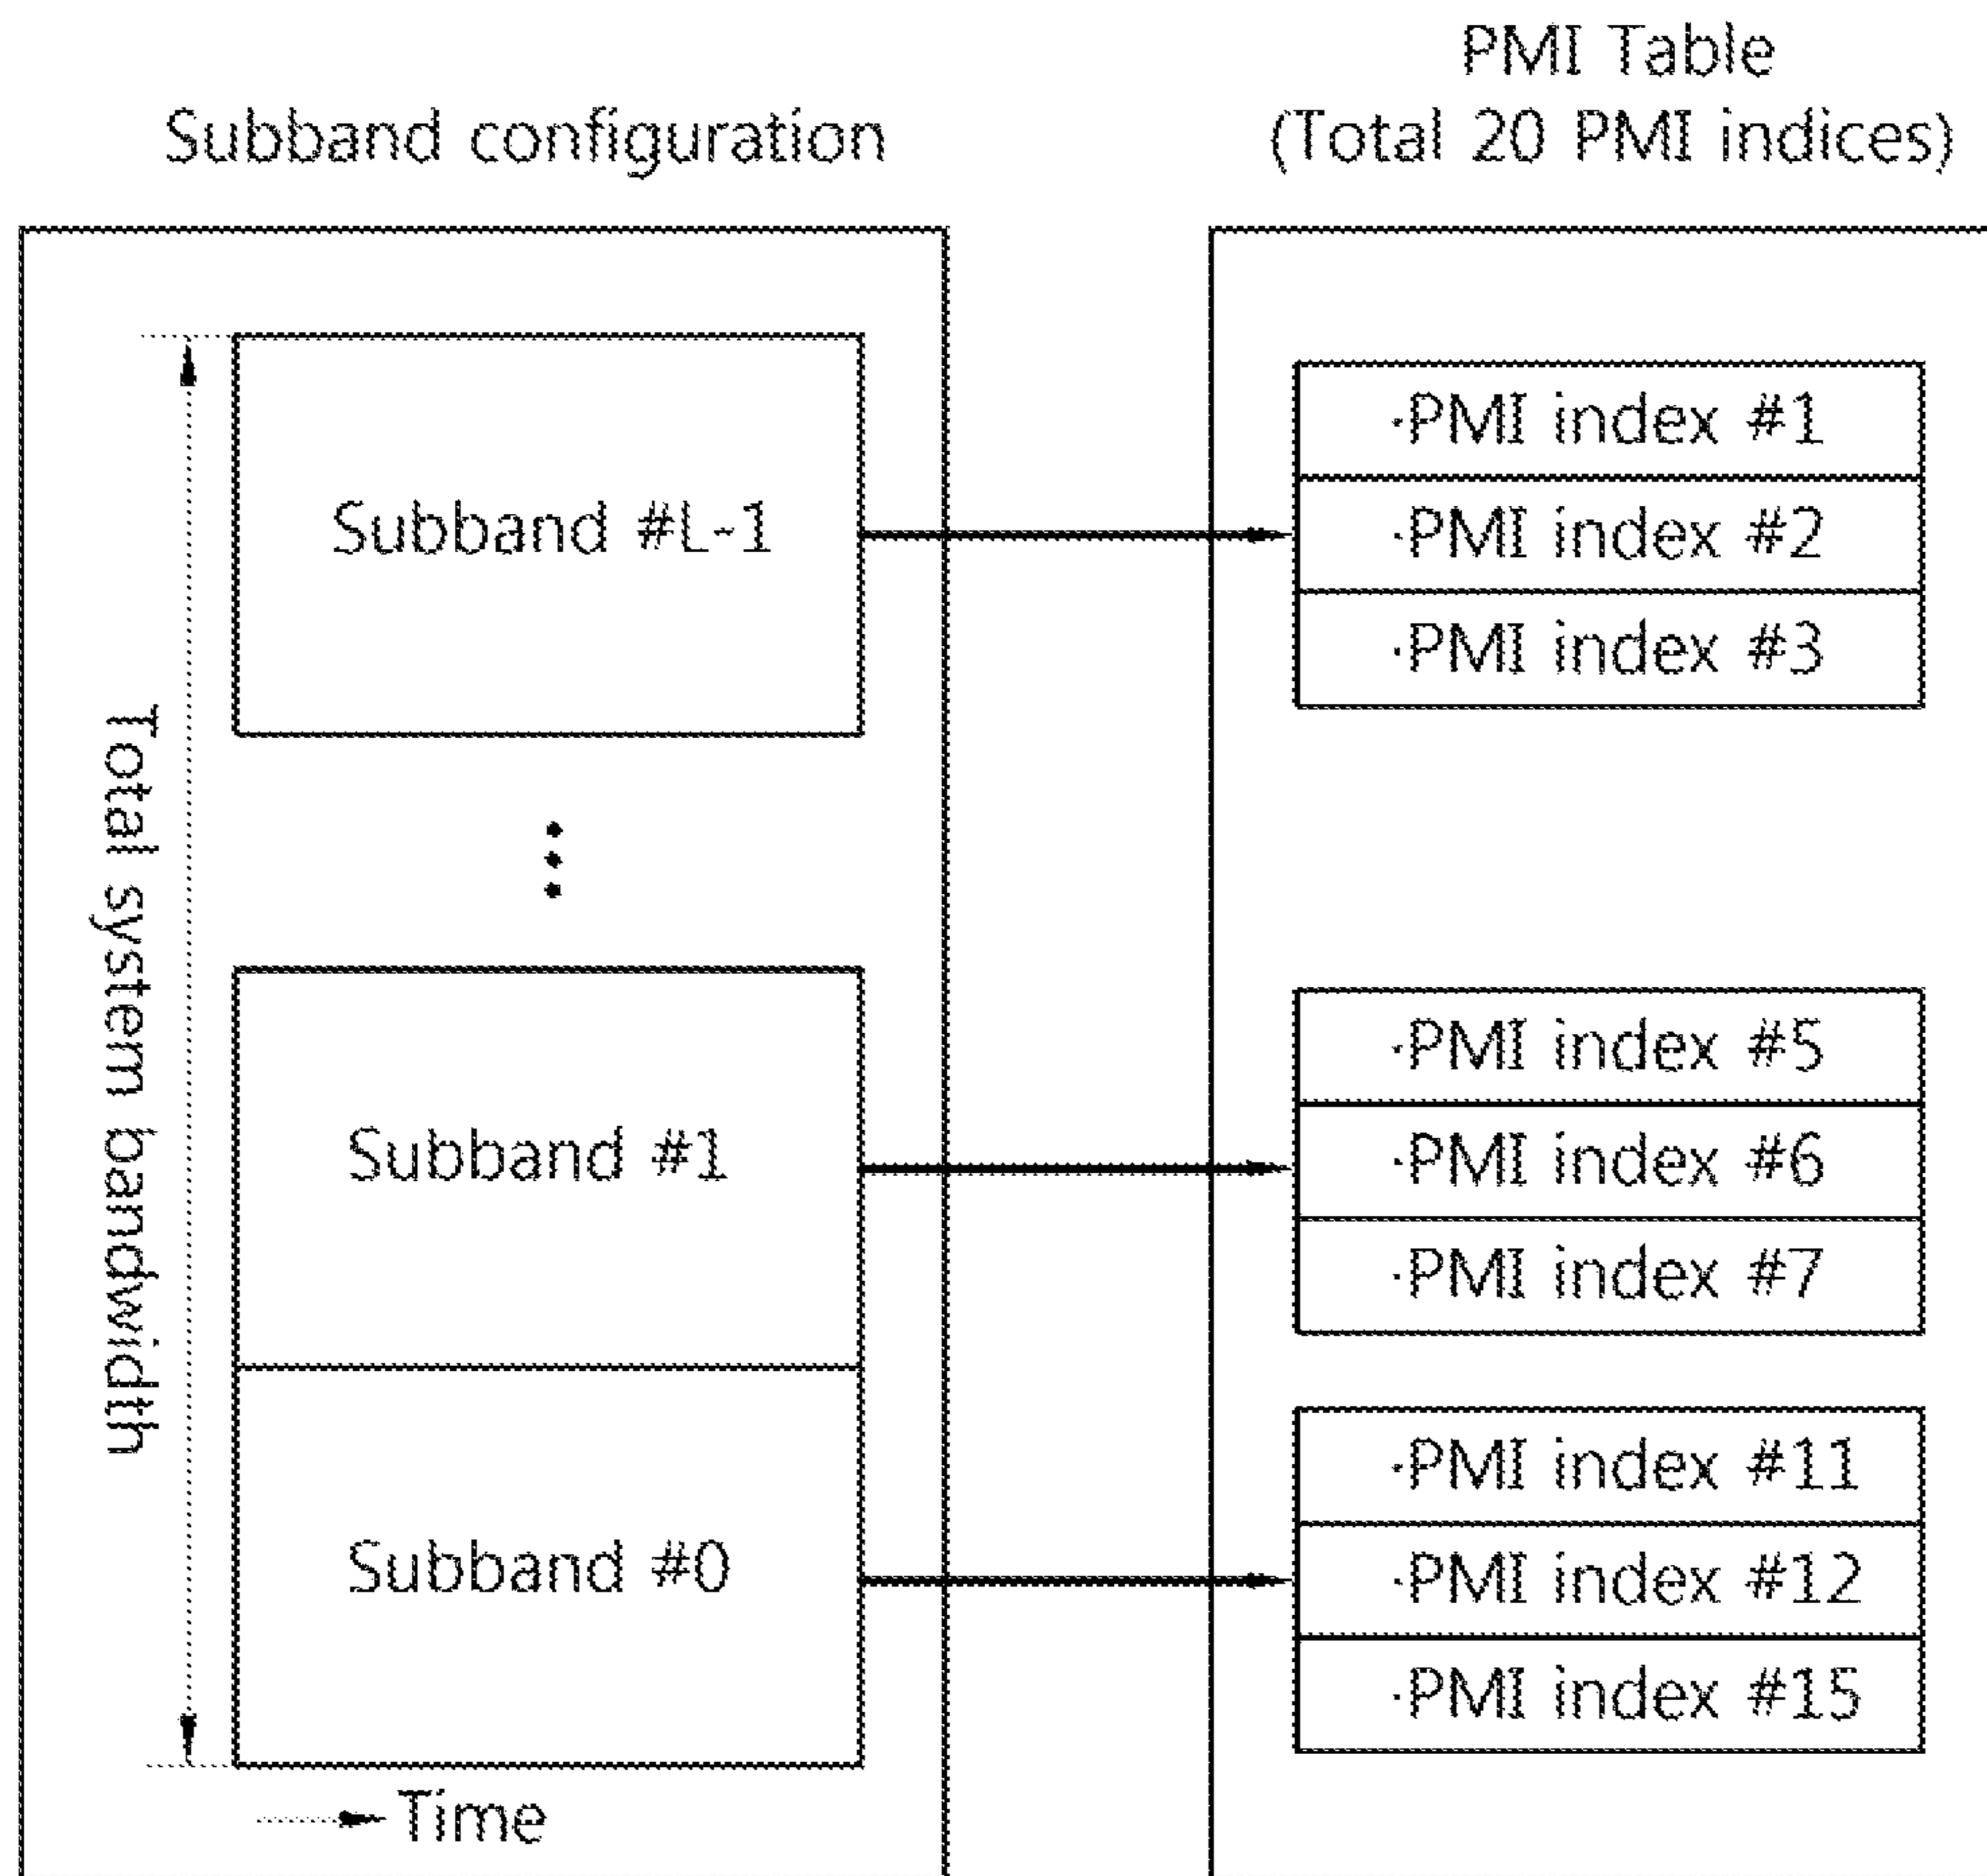 Subband configuration
PMI Table
(Total 20 PMI indices)
Total system bandwidth
Subband #L-1
Subband #1
Subband #0
Time
·PMI index #1
·PMI index #2
·PMI index #3
·PMI index #5
·PMI index #6
·PMI index #7
·PMI index #11
·PMI index #12
·PMI index #15